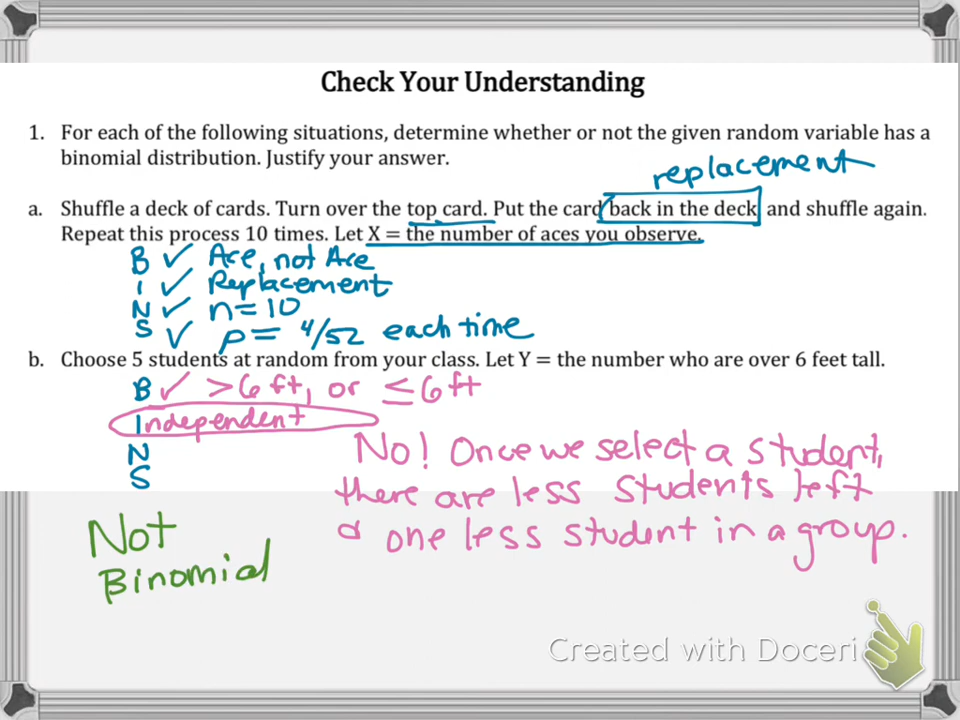 Check Your Understanding
1. For each of the following situations, determine whether or not the given random variable has a
binomial distribution. Justify your answer.
replacement
a. Shuffle a deck of cards. Turn over the top card. Put the card back in the deck, and shuffle again.
Repeat this process 10 times. Let X = the number of aces you observe.
B ✓ Ace, not Ace
I ✓ Replacement
N ✓ n = 10
S ✓ p = 4/52 each time
b. Choose 5 students at random from your class. Let Y = the number who are over 6 feet tall.
B ✓ >6 ft, or ≤6 ft
Independent
N
S
No! Once we select a student,
there are less students left
& one less student in a group.
Not
Binomial
Created with Doceri